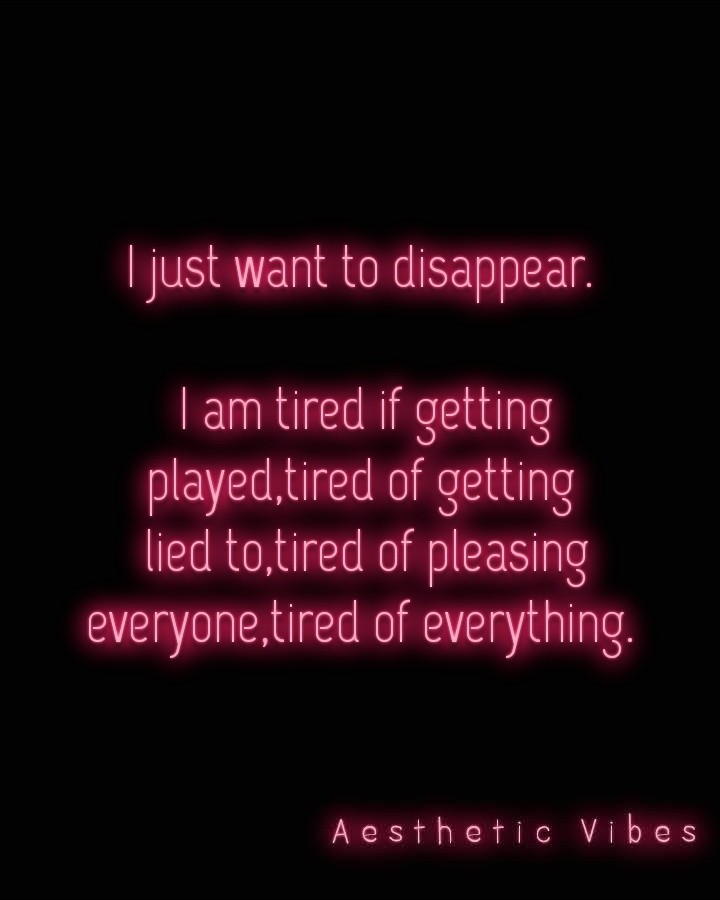 I just want to disappear.
I am tired if getting
played,tired of getting
lied to,tired of pleasing
everyone,tired of everything.
Aesthetic Vibes